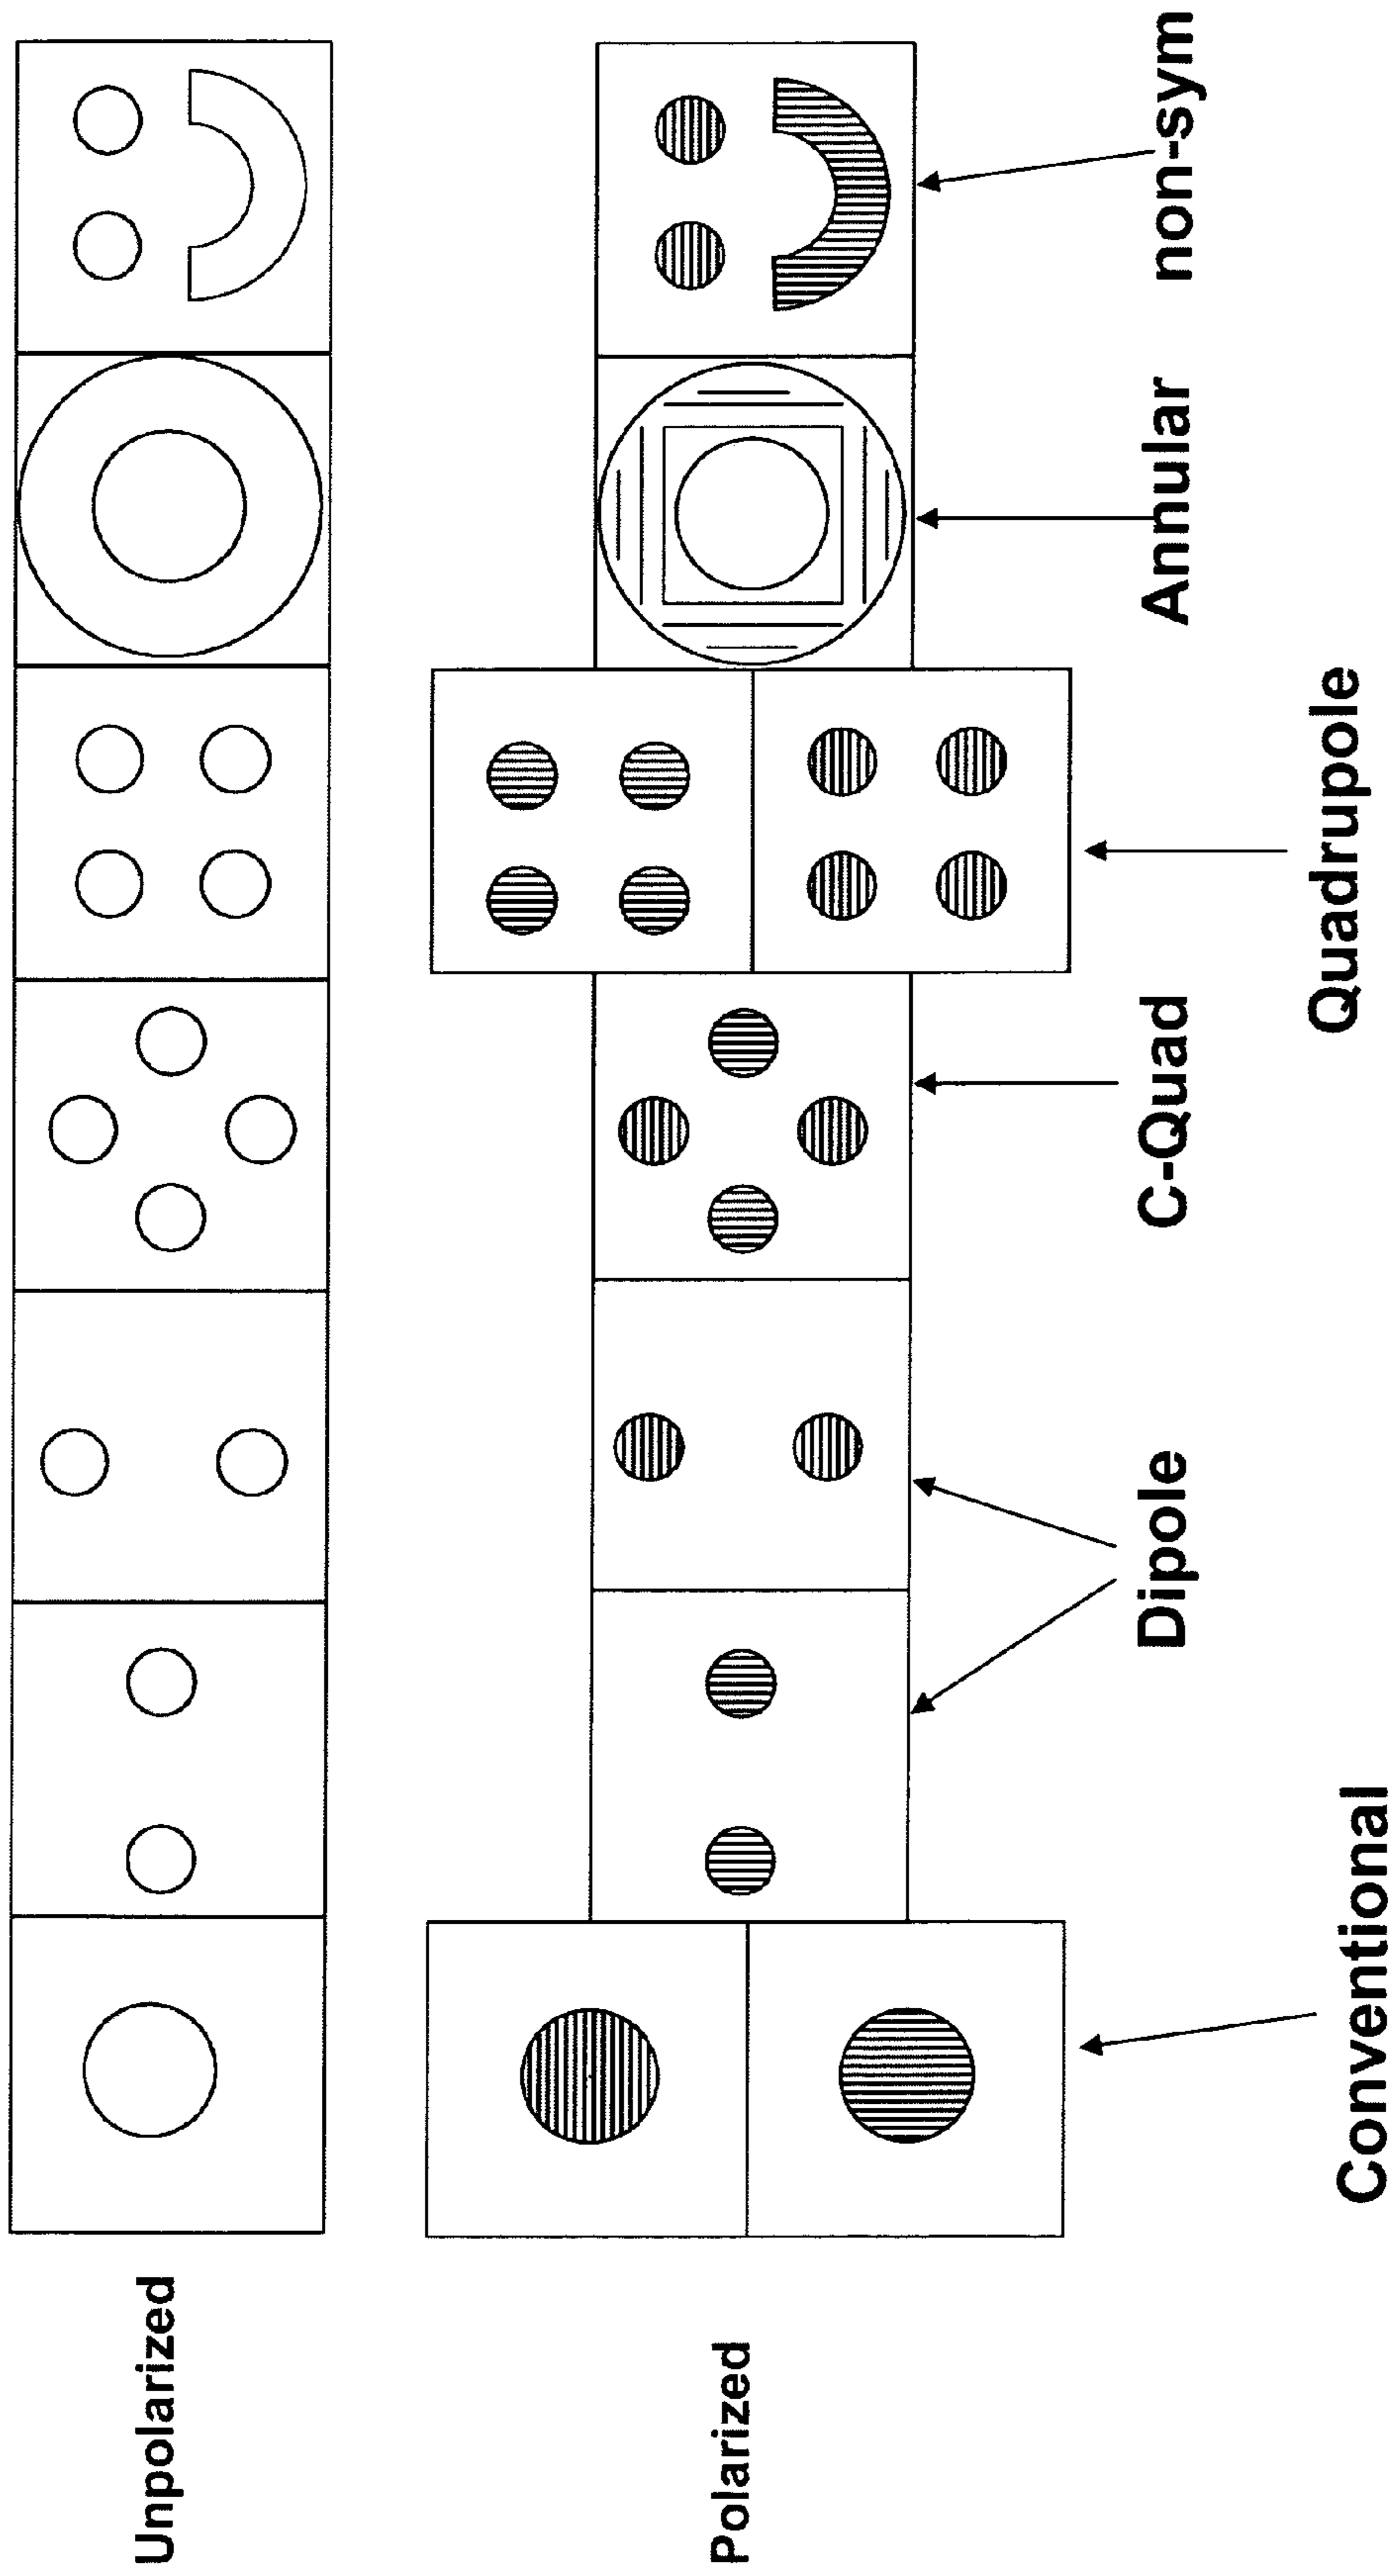 Unpolarized
Polarized
Conventional
Dipole
C-Quad
Quadrupole
Annular
non-sym